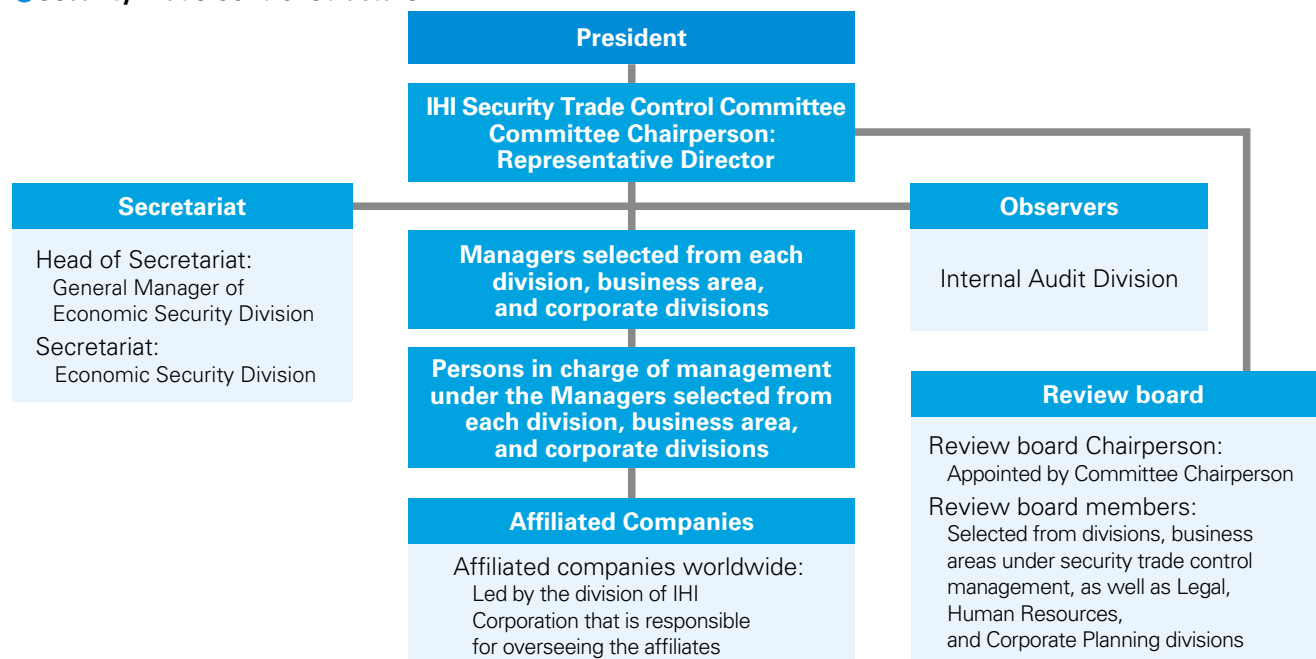 President
IHI Security Trade Control Committee
Committee Chairperson:
Representative Director
Secretariat
Head of Secretariat:
General Manager of
Economic Security Division
Secretariat:
Economic Security Division
Observers
Internal Audit Division
Managers selected from each
division, business area,
and corporate divisions
Persons in charge of management
under the Managers selected from
each division, business area,
and corporate divisions
Affiliated Companies
Affiliated companies worldwide:
Led by the division of IHI
Corporation that is responsible
for overseeing the affiliates
Review board
Review board Chairperson:
Appointed by Committee Chairperson
Review board members:
Selected from divisions, business
areas under security trade control
management, as well as Legal,
Human Resources,
and Corporate Planning divisions